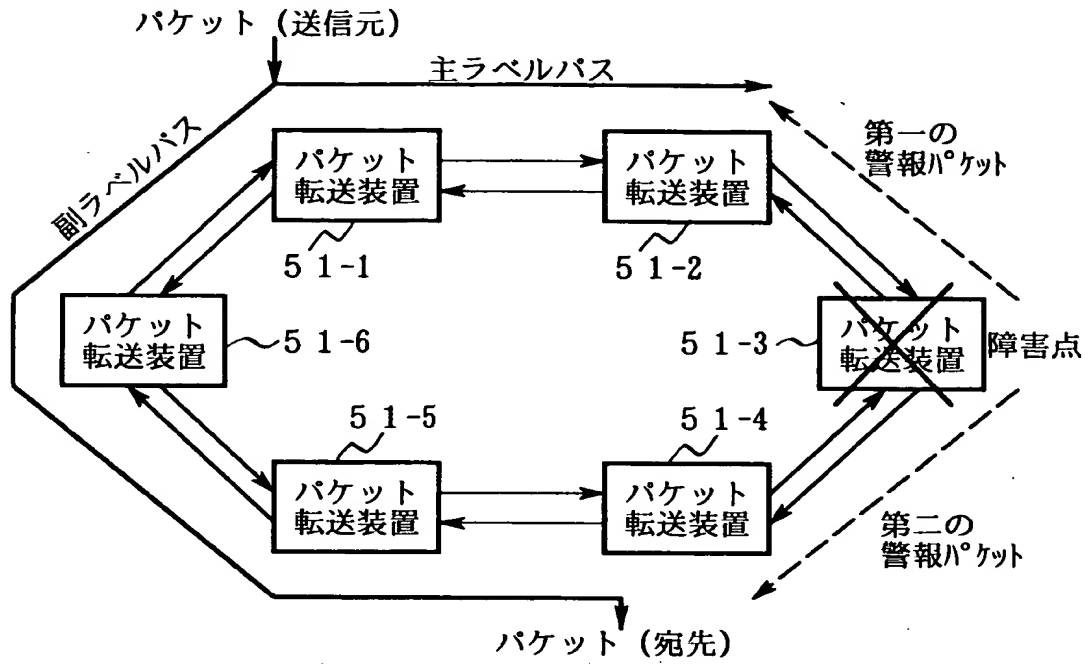 パケット (送信元)
主ラベルパス
副ラベルパス
第一の
警報パケット
パケット
転送装置
51-1
パケット
転送装置
51-2
パケット
転送装置
51-6
51-3
パケット
転送装置
障害点
51-5
パケット
転送装置
51-4
パケット
転送装置
第二の
警報パケット
パケット (宛先)